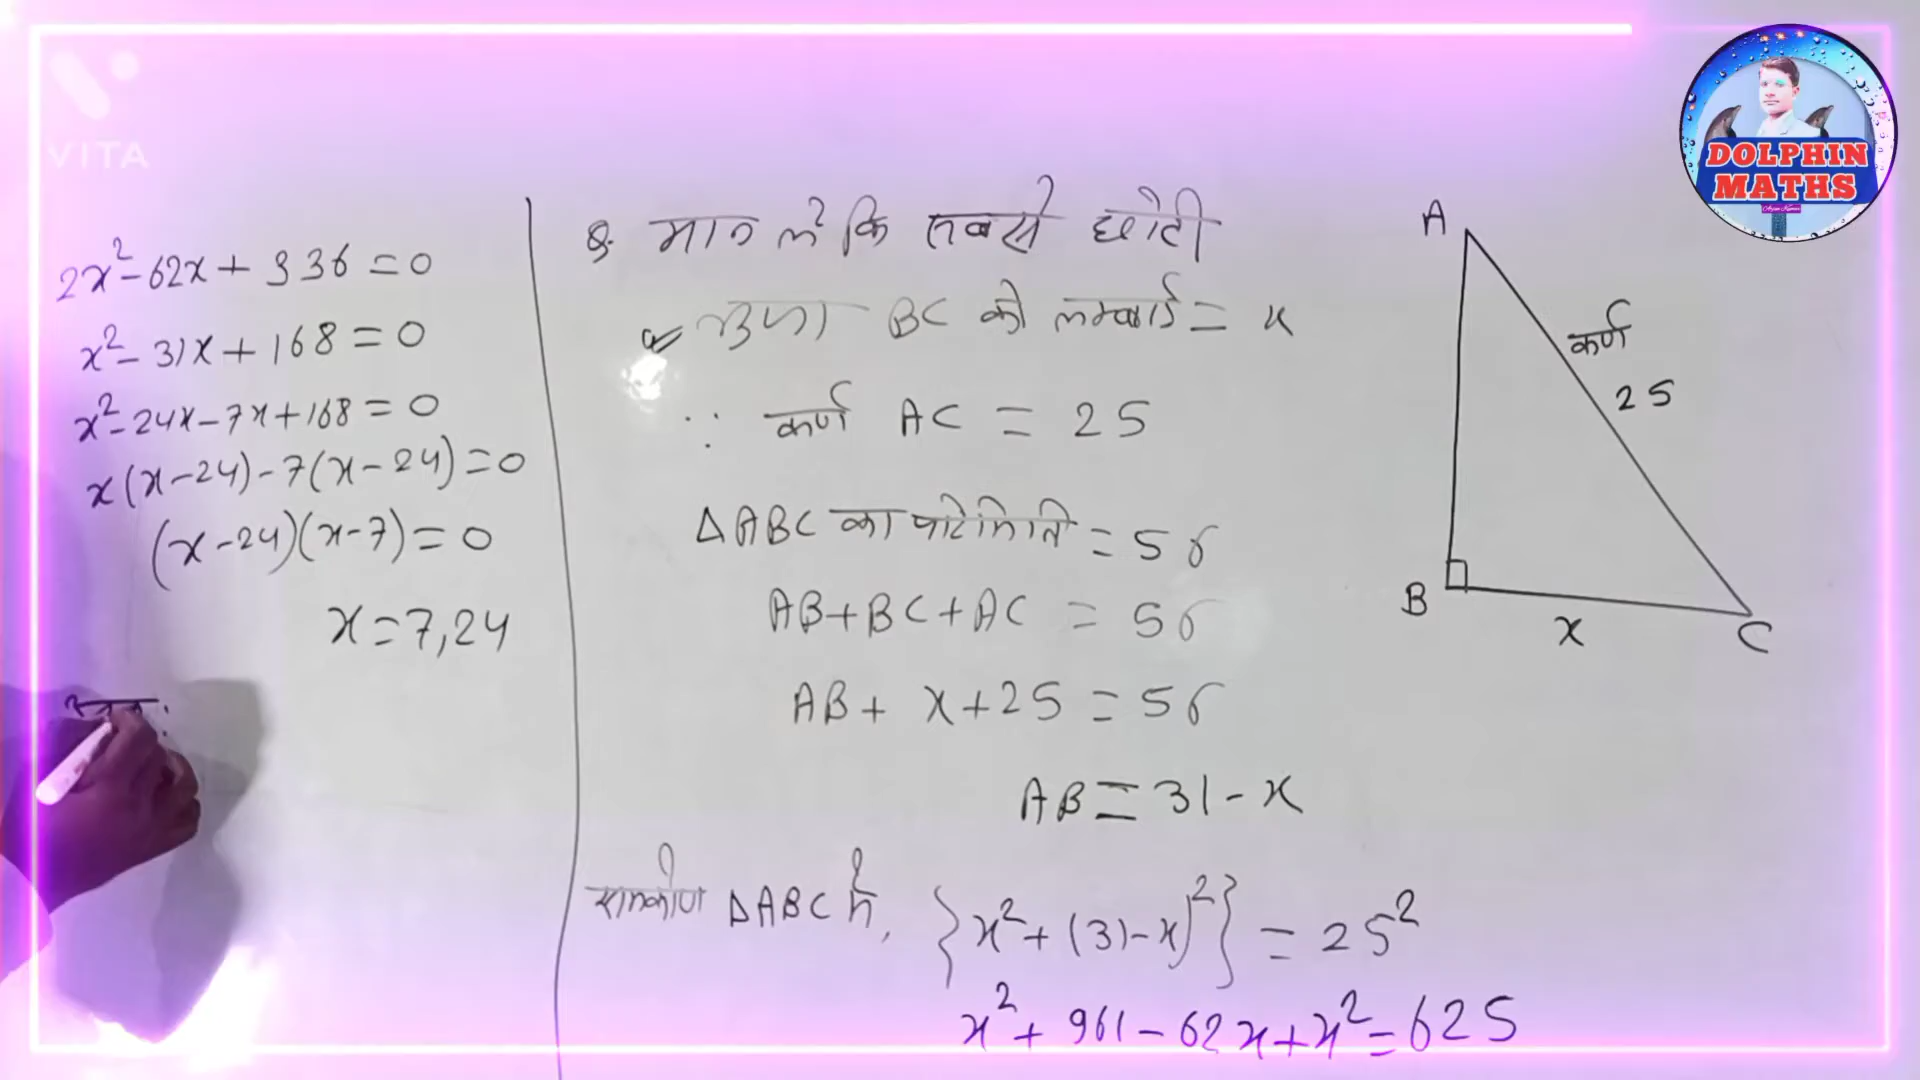 VITA
DOLPHIN
MATHS
मान लें कि सबसे छोटी
भुजा BC की लम्बाई = x
∵ कर्ण AC = 25
ΔABC का परिमिति = 56
AB+BC+AC = 56
AB + x+25 = 56
AB = 31-x
समकोण ΔABC में,
{x²+(31-x)²} = 25²
x²+961-62x+x²=625
2x²-62x+336=0
x²-31x+168=0
x²-24x-7x+168=0
x(x-24)-7(x-24)=0
(x-24)(x-7)=0
x=7,24
A
कर्ण
25
B
x
C